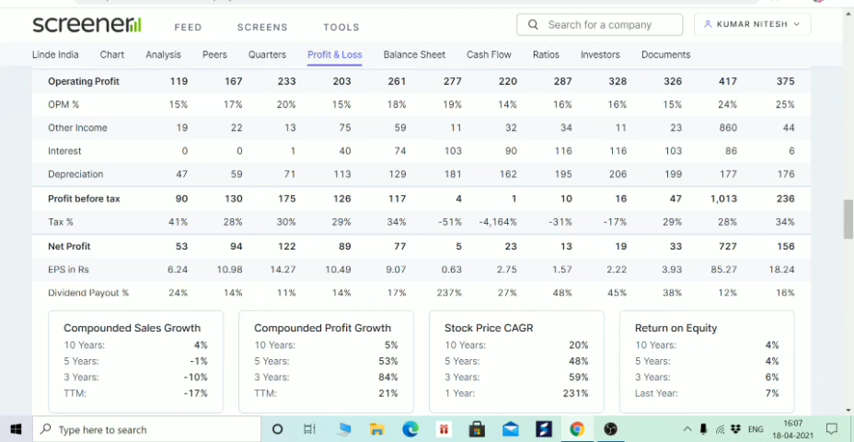 screener
FEED SCREENS TOOLS
Search for a company
KUMAR NITESH
Linde India Chart Analysis Peers Quarters Profit & Loss Balance Sheet Cash Flow Ratios Investors Documents
Operating Profit 119 167 233 203 261 277 220 287 328 326 417 375
OPM % 15% 17% 20% 15% 18% 19% 14% 16% 16% 15% 24% 25%
Other Income 19 22 13 75 59 11 32 34 11 23 860 44
Interest 0 0 1 40 74 103 90 116 116 103 86 6
Depreciation 47 59 71 113 129 181 162 195 206 199 177 176
Profit before tax 90 130 175 126 117 4 1 10 16 47 1,013 236
Tax % 41% 28% 30% 29% 34% -51% -4,164% -31% -17% 29% 28% 34%
Net Profit 53 94 122 89 77 5 23 13 19 33 727 156
EPS in Rs 6.24 10.98 14.27 10.49 9.07 0.63 2.75 1.57 2.22 3.93 85.27 18.24
Dividend Payout % 24% 14% 11% 14% 17% 237% 27% 48% 45% 38% 12% 16%
Compounded Sales Growth
10 Years: 4%
5 Years: -1%
3 Years: -10%
TTM: -17%
Compounded Profit Growth
10 Years: 5%
5 Years: 53%
3 Years: 84%
TTM: 21%
Stock Price CAGR
10 Years: 20%
5 Years: 48%
3 Years: 59%
1 Year: 231%
Return on Equity
10 Years: 4%
5 Years: 4%
3 Years: 6%
Last Year: 7%
Type here to search
ENG
16:07
18-04-2021